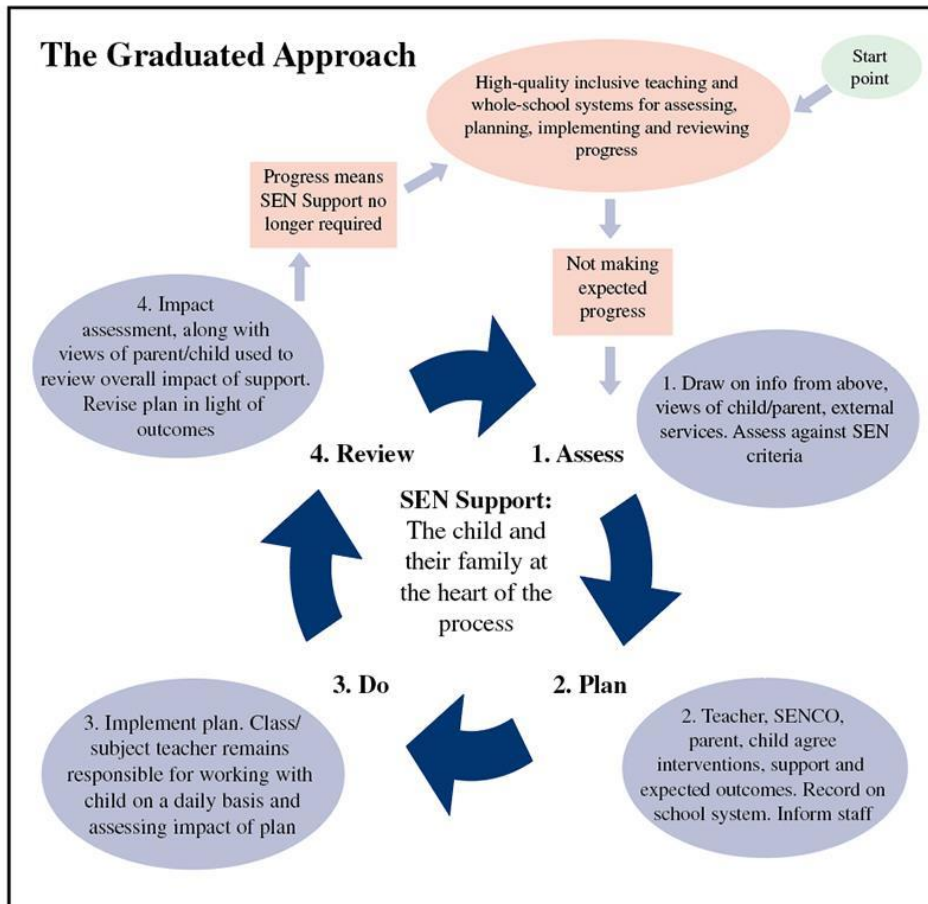 The Graduated Approach
Start
point
High-quality inclusive teaching and
whole-school systems for assessing,
planning, implementing and reviewing
progress
Progress means
SEN Support no
longer required
Not making
expected
progress
4. Impact
assessment, along with
views of parent/child used to
review overall impact of support.
Revise plan in light of
outcomes
1. Draw on info from above,
views of child/parent, external
services. Assess against SEN
criteria
4. Review
1. Assess
SEN Support:
The child and
their family at
the heart of the
process
3. Do
2. Plan
3. Implement plan. Class/
subject teacher remains
responsible for working with
child on a daily basis and
assessing impact of plan
2. Teacher, SENCO,
parent, child agree
interventions, support and
expected outcomes. Record on
school system. Inform staff